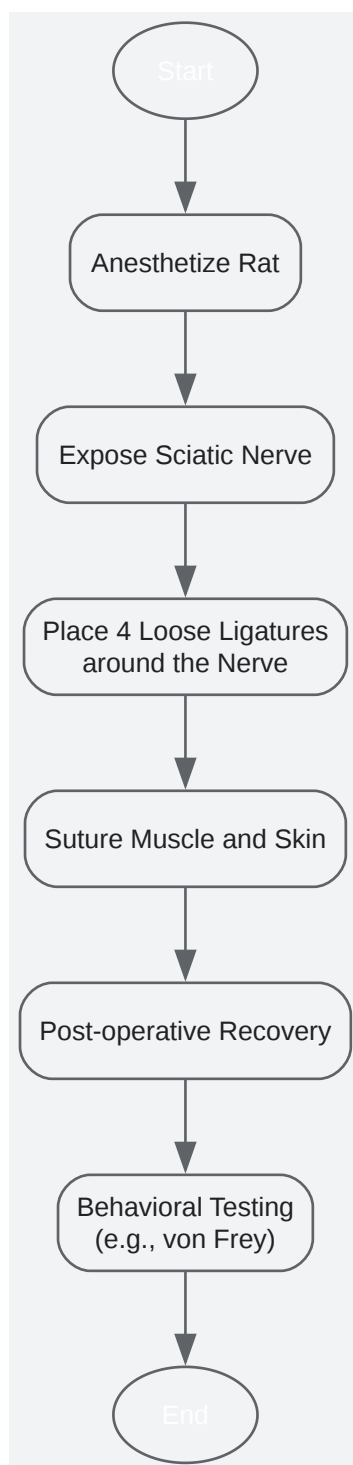 Start
Anesthetize Rat
Expose Sciatic Nerve
Place 4 Loose Ligatures
around the Nerve
Suture Muscle and Skin
Post-operative Recovery
Behavioral Testing
(e.g., von Frey)
End